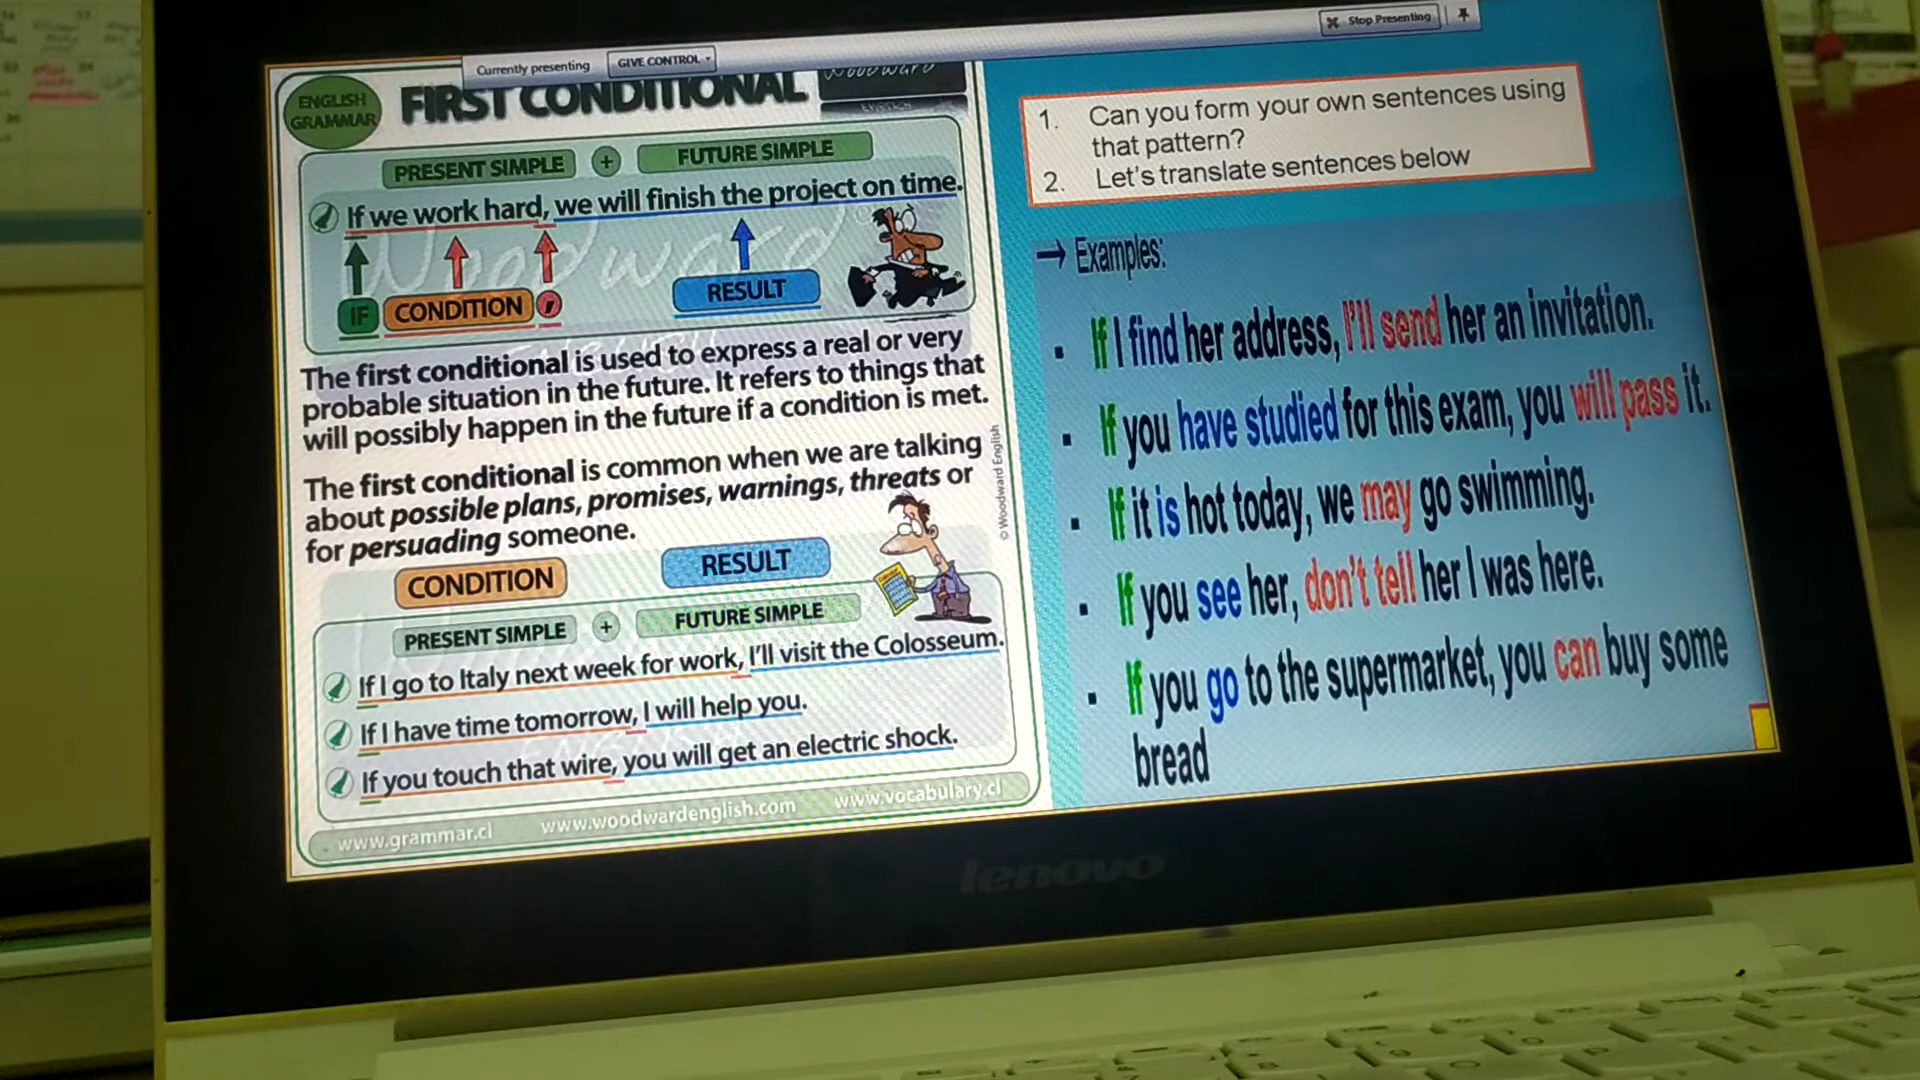 Currently presenting
GIVE CONTROL
Stop Presenting
ENGLISH
GRAMMAR
FIRST CONDITIONAL
Woodward
ENGLISH
PRESENT SIMPLE + FUTURE SIMPLE
If we work hard, we will finish the project on time.
Woodward
IF CONDITION , RESULT
The first conditional is used to express a real or very
probable situation in the future. It refers to things that
will possibly happen in the future if a condition is met.
The first conditional is common when we are talking
about possible plans, promises, warnings, threats or
for persuading someone.
© Woodward English
CONDITION RESULT
PRESENT SIMPLE + FUTURE SIMPLE
If I go to Italy next week for work, I'll visit the Colosseum.
If I have time tomorrow, I will help you.
If you touch that wire, you will get an electric shock.
www.grammar.cl www.woodwardenglish.com www.vocabulary.cl
1. Can you form your own sentences using
that pattern?
2. Let's translate sentences below
→ Examples:
▪ If I find her address, I'll send her an invitation.
▪ If you have studied for this exam, you will pass it.
▪ If it is hot today, we may go swimming.
▪ If you see her, don't tell her I was here.
▪ If you go to the supermarket, you can buy some
bread
lenovo